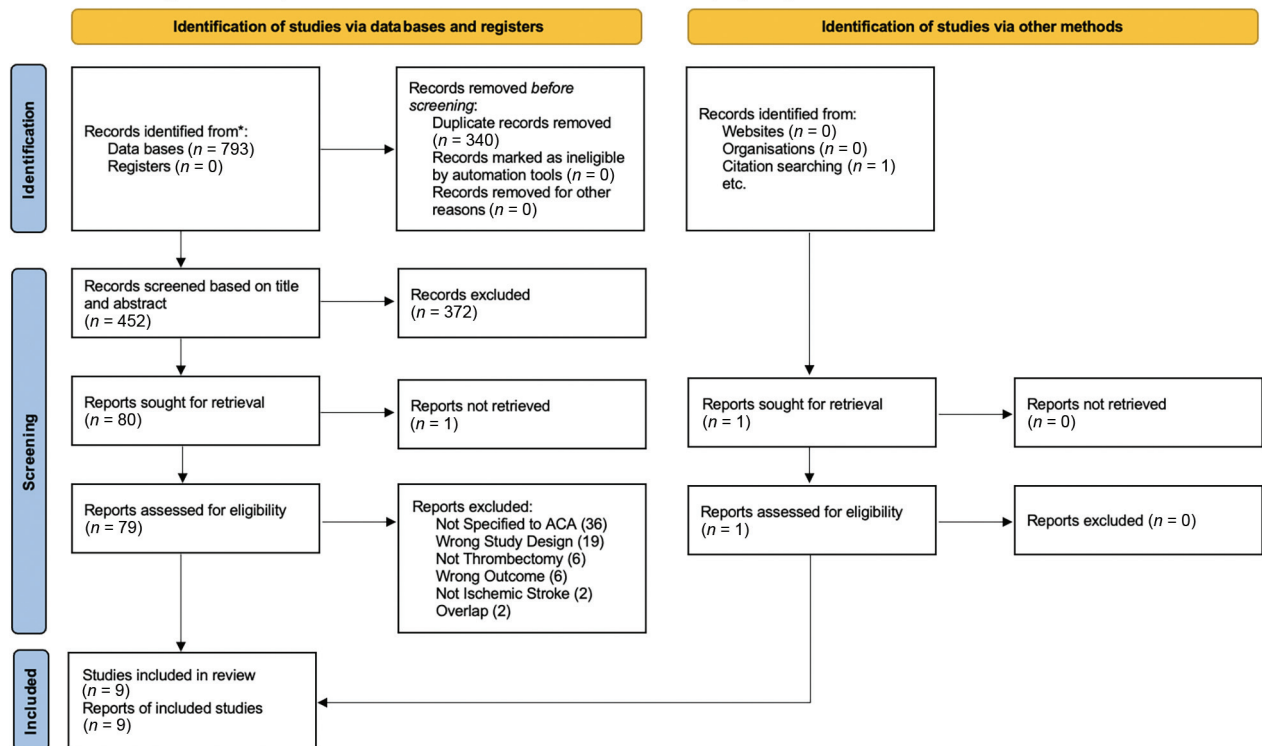 Identification of studies via databases and registers
Identification of studies via other methods
Identification
Records identified from*:
Data bases (n = 793)
Registers (n = 0)
Records removed before
screening:
Duplicate records removed
(n = 340)
Records marked as ineligible
by automation tools (n = 0)
Records removed for other
reasons (n = 0)
Records identified from:
Websites (n = 0)
Organisations (n = 0)
Citation searching (n = 1)
etc.
Screening
Records screened based on title
and abstract
(n = 452)
Records excluded
(n = 372)
Reports sought for retrieval
(n = 80)
Reports not retrieved
(n = 1)
Reports sought for retrieval
(n = 1)
Reports not retrieved
(n = 0)
Reports assessed for eligibility
(n = 79)
Reports excluded:
Not Specified to ACA (36)
Wrong Study Design (19)
Not Thrombectomy (6)
Wrong Outcome (6)
Not Ischemic Stroke (2)
Overlap (2)
Reports assessed for eligibility
(n = 1)
Reports excluded (n = 0)
Included
Studies included in review
(n = 9)
Reports of included studies
(n = 9)